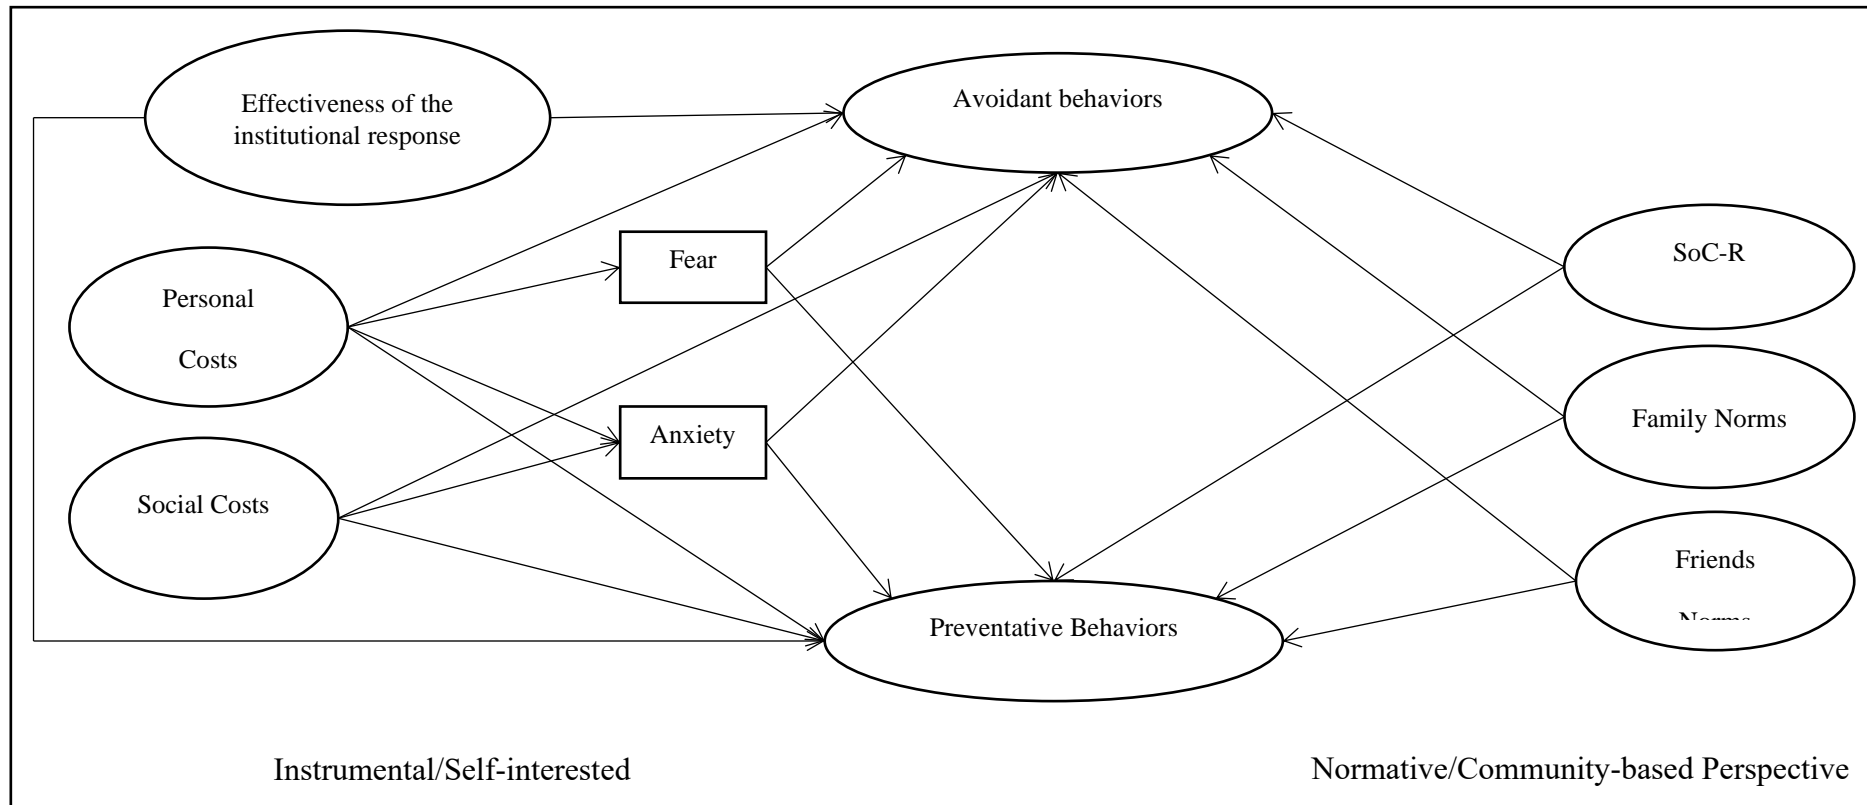 Effectiveness of the
institutional response
Avoidant behaviors
Fear
SoC-R
Personal
Costs
Anxiety
Family Norms
Social Costs
Friends
Norms
Preventative Behaviors
Instrumental/Self-interested
Normative/Community-based Perspective